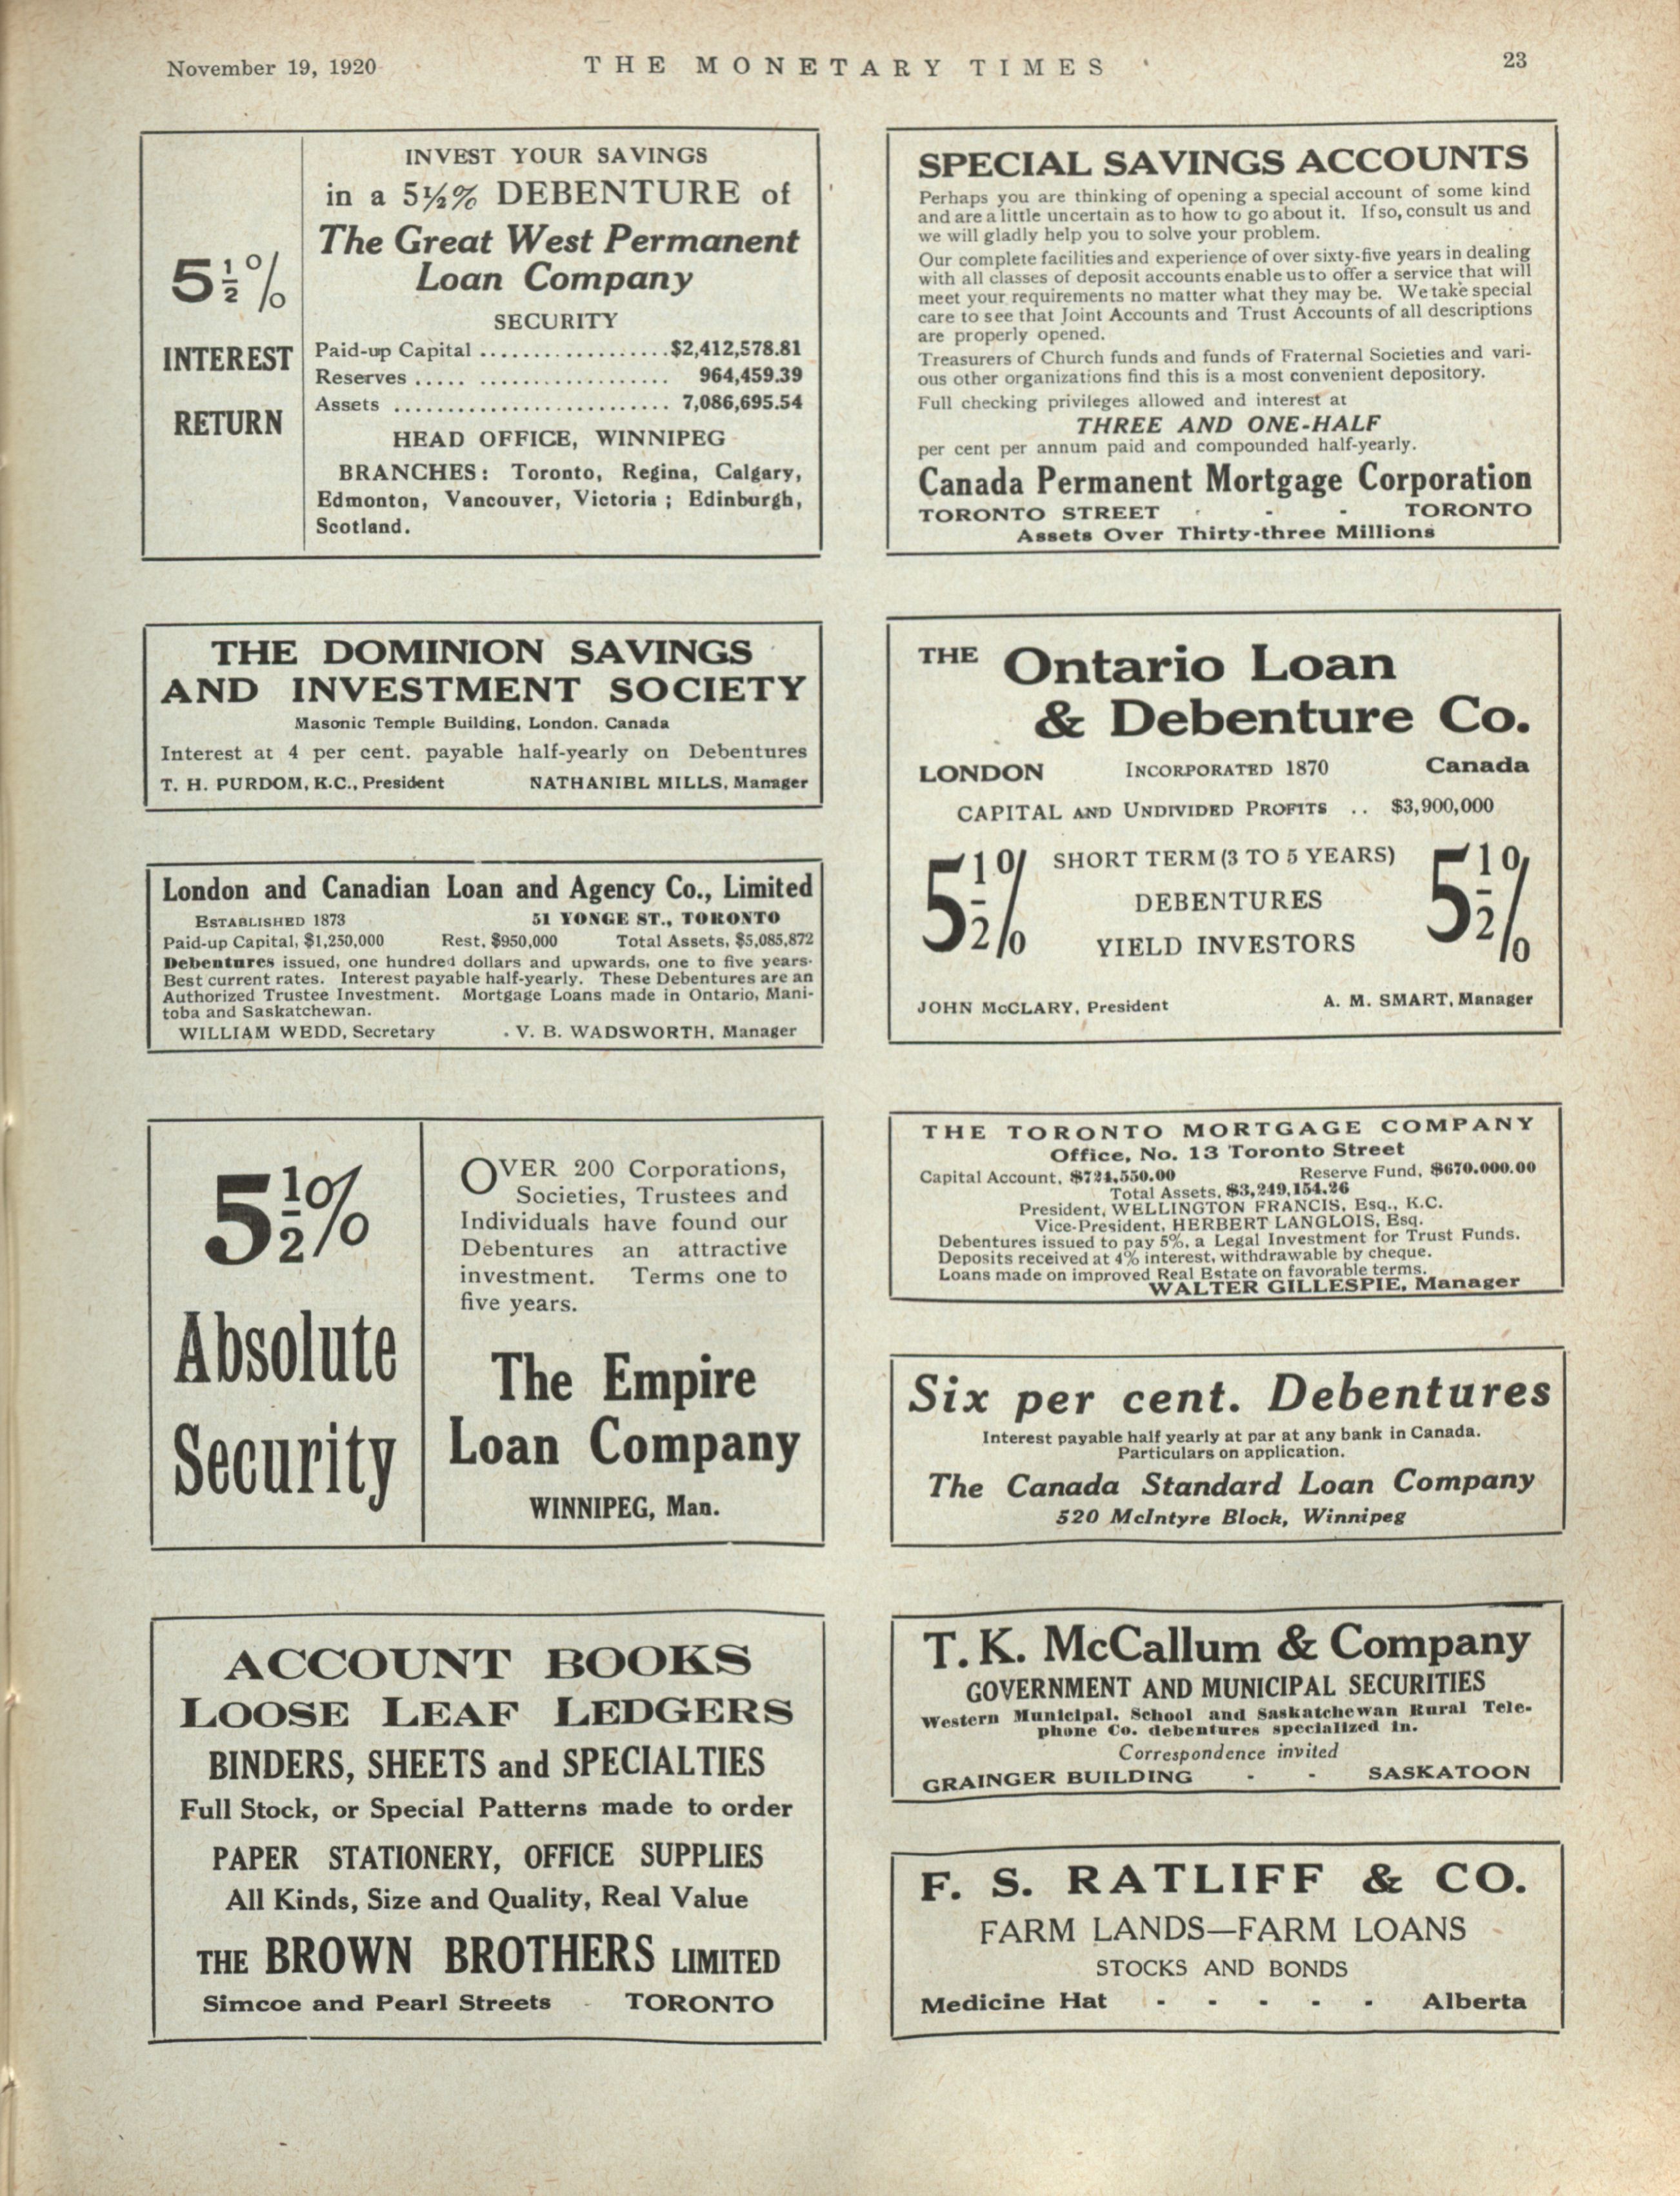 November 19, 1920
THE MONETARY TIMES
23
5½%
INTEREST
RETURN
INVEST YOUR SAVINGS
in a 5½% DEBENTURE of
The Great West Permanent
Loan Company
SECURITY
Paid-up Capital ..................$2,412,578.81
Reserves ..... .................. 964,459.39
Assets .......................... 7,086,695.54
HEAD OFFICE, WINNIPEG
BRANCHES: Toronto, Regina, Calgary,
Edmonton, Vancouver, Victoria; Edinburgh,
Scotland.
THE DOMINION SAVINGS
AND INVESTMENT SOCIETY
Masonic Temple Building, London. Canada
Interest at 4 per cent. payable half-yearly on Debentures
T. H. PURDOM, K.C., President NATHANIEL MILLS, Manager
London and Canadian Loan and Agency Co., Limited
ESTABLISHED 1873 51 YONGE ST., TORONTO
Paid-up Capital, $1,250,000 Rest, $950,000 Total Assets, $5,085,872
Debentures issued, one hundred dollars and upwards, one to five years.
Best current rates. Interest payable half-yearly. These Debentures are an
Authorized Trustee Investment. Mortgage Loans made in Ontario, Mani-
toba and Saskatchewan.
WILLIAM WEDD, Secretary V. B. WADSWORTH, Manager
5½%
Absolute
Security
OVER 200 Corporations,
Societies, Trustees and
Individuals have found our
Debentures an attractive
investment. Terms one to
five years.
The Empire
Loan Company
WINNIPEG, Man.
ACCOUNT BOOKS
LOOSE LEAF LEDGERS
BINDERS, SHEETS and SPECIALTIES
Full Stock, or Special Patterns made to order
PAPER STATIONERY, OFFICE SUPPLIES
All Kinds, Size and Quality, Real Value
THE BROWN BROTHERS LIMITED
Simcoe and Pearl Streets - TORONTO
SPECIAL SAVINGS ACCOUNTS
Perhaps you are thinking of opening a special account of some kind
and are a little uncertain as to how to go about it. If so, consult us and
we will gladly help you to solve your problem.
Our complete facilities and experience of over sixty-five years in dealing
with all classes of deposit accounts enable us to offer a service that will
meet your requirements no matter what they may be. We take special
care to see that Joint Accounts and Trust Accounts of all descriptions
are properly opened.
Treasurers of Church funds and funds of Fraternal Societies and vari-
ous other organizations find this is a most convenient depository.
Full checking privileges allowed and interest at
THREE AND ONE-HALF
per cent per annum paid and compounded half-yearly.
Canada Permanent Mortgage Corporation
TORONTO STREET - - - TORONTO
Assets Over Thirty-three Millions
THE Ontario Loan
& Debenture Co.
LONDON INCORPORATED 1870 Canada
CAPITAL AND UNDIVIDED PROFITS .. $3,900,000
5½% SHORT TERM (3 TO 5 YEARS) 5½%
DEBENTURES
YIELD INVESTORS
JOHN McCLARY, President A. M. SMART, Manager
THE TORONTO MORTGAGE COMPANY
Office, No. 13 Toronto Street
Capital Account, $724,550.00 Reserve Fund, $670.000.00
Total Assets, $3,249,154.26
President, WELLINGTON FRANCIS, Esq., K.C.
Vice-President, HERBERT LANGLOIS, Esq.
Debentures issued to pay 5%, a Legal Investment for Trust Funds.
Deposits received at 4% interest, withdrawable by cheque.
Loans made on improved Real Estate on favorable terms.
WALTER GILLESPIE, Manager
Six per cent. Debentures
Interest payable half yearly at par at any bank in Canada.
Particulars on application.
The Canada Standard Loan Company
520 McIntyre Block, Winnipeg
T. K. McCallum & Company
GOVERNMENT AND MUNICIPAL SECURITIES
Western Municipal, School and Saskatchewan Rural Tele-
phone Co. debentures specialized in.
Correspondence invited
GRAINGER BUILDING - - SASKATOON
F. S. RATLIFF & CO.
FARM LANDS—FARM LOANS
STOCKS AND BONDS
Medicine Hat - - - - - Alberta